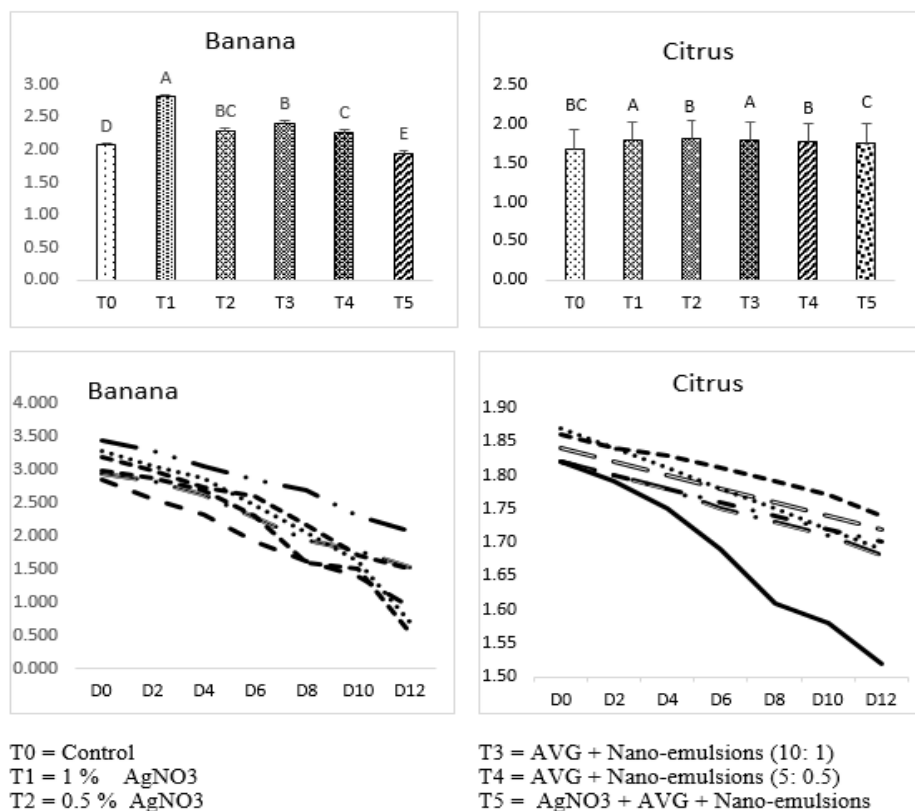 Banana
3.00
2.50
2.00
1.50
1.00
0.50
0.00
D
A
BC
B
C
E
T0 T1 T2 T3 T4 T5
Citrus
2.50
2.00
1.50
1.00
0.50
0.00
BC
A
B
A
B
C
T0 T1 T2 T3 T4 T5
Banana
4.000
3.500
3.000
2.500
2.000
1.500
1.000
0.500
0.000
D0 D2 D4 D6 D8 D10 D12
Citrus
1.90
1.85
1.80
1.75
1.70
1.65
1.60
1.55
1.50
D0 D2 D4 D6 D8 D10 D12
T0 = Control
T1 = 1 % AgNO3
T2 = 0.5 % AgNO3
T3 = AVG + Nano-emulsions (10: 1)
T4 = AVG + Nano-emulsions (5: 0.5)
T5 = AgNO3 + AVG + Nano-emulsions